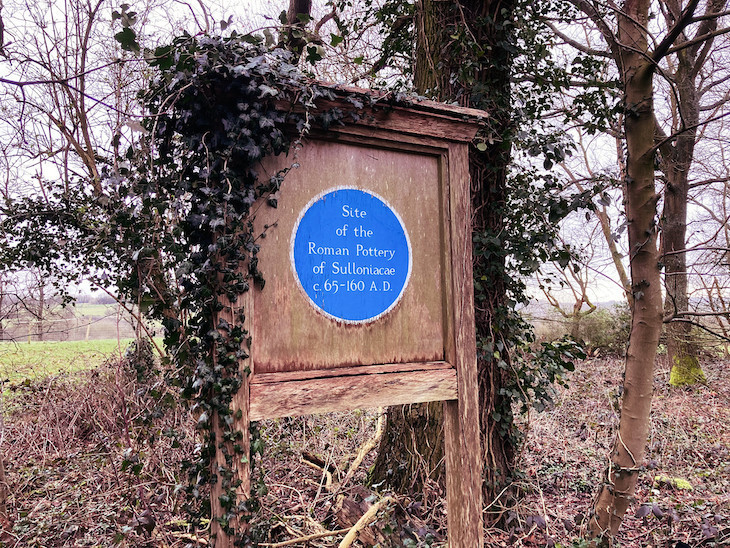 Site
of the
Roman Pottery
of Sulloniacae
c.65-160 A.D.